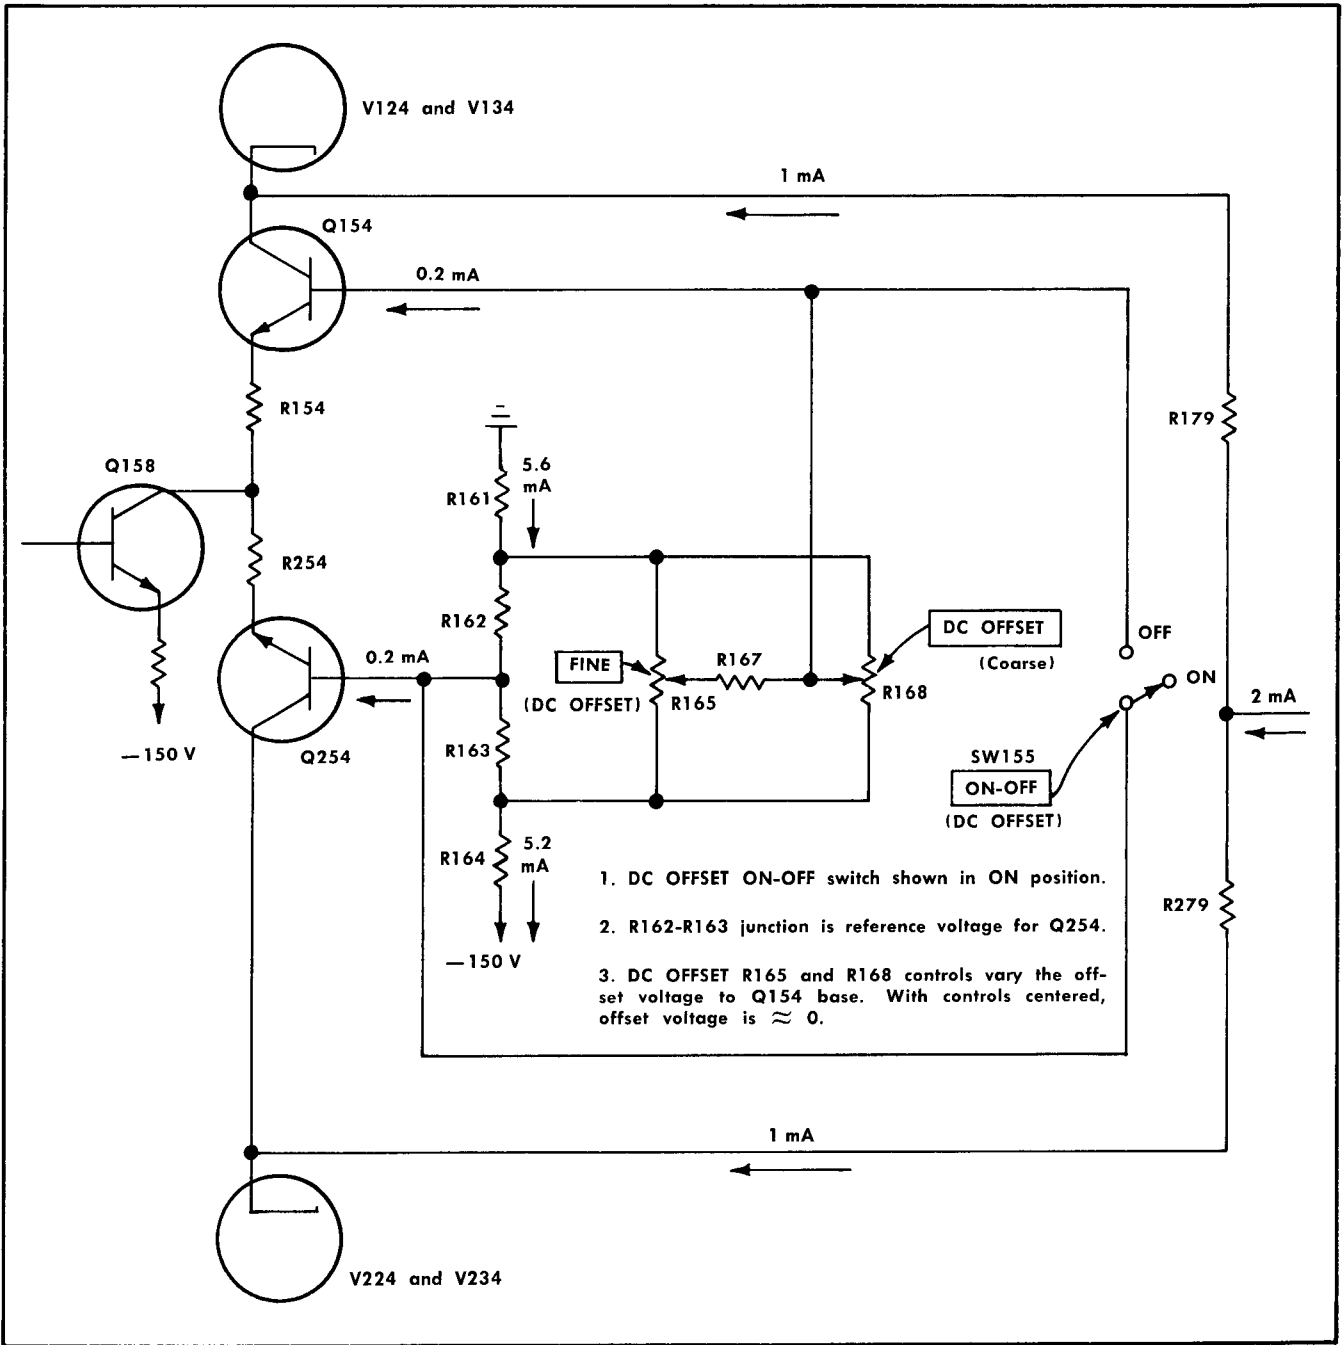 V124 and V134
1 mA
Q154
0.2 mA
R154
R179
Q158
5.6
mA
R161
R254
R162
DC OFFSET
(Coarse)
OFF
0.2 mA
FINE
(DC OFFSET)
R167
R165
R168
ON
2 mA
—150 V
Q254
R163
SW155
ON-OFF
(DC OFFSET)
R164
5.2
mA
—150 V
R279
1. DC OFFSET ON-OFF switch shown in ON position.
2. R162-R163 junction is reference voltage for Q254.
3. DC OFFSET R165 and R168 controls vary the off-
set voltage to Q154 base. With controls centered,
offset voltage is ≈ 0.
1 mA
V224 and V234